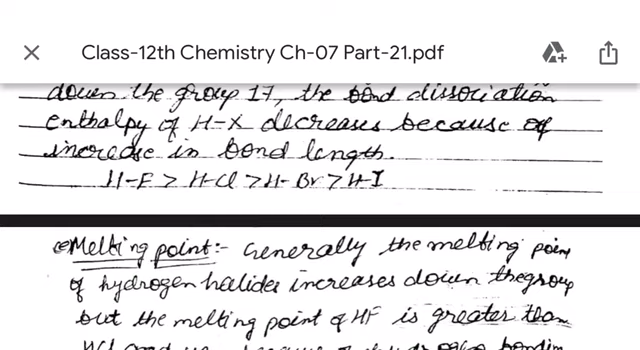 Class-12th Chemistry Ch-07 Part-21.pdf
down the group 17, the bond dissociation
enthalpy of H-X decreases because of
increase in bond length.
H-F > H-Cl > H-Br > H-I
Melting point:- Generally the melting point
of hydrogen halides increases down the group
but the melting point of HF is greater than